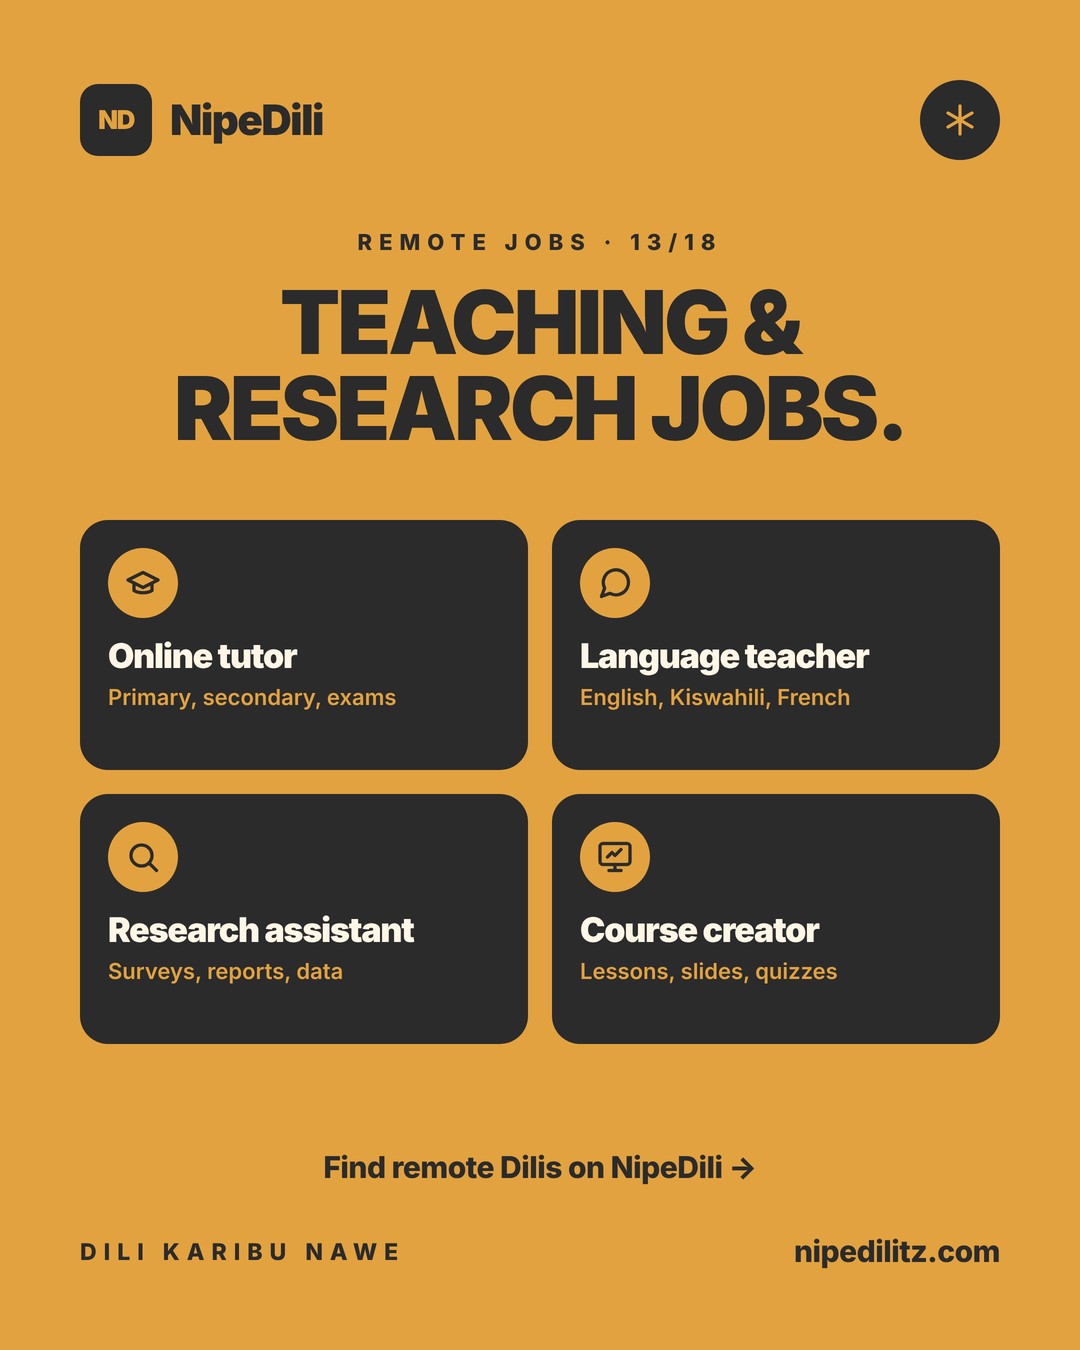 ND NipeDili
REMOTE JOBS · 13/18
TEACHING &
RESEARCH JOBS.
Online tutor
Primary, secondary, exams
Language teacher
English, Kiswahili, French
Research assistant
Surveys, reports, data
Course creator
Lessons, slides, quizzes
Find remote Dilis on NipeDili →
DILI KARIBU NAWE
nipedilitz.com